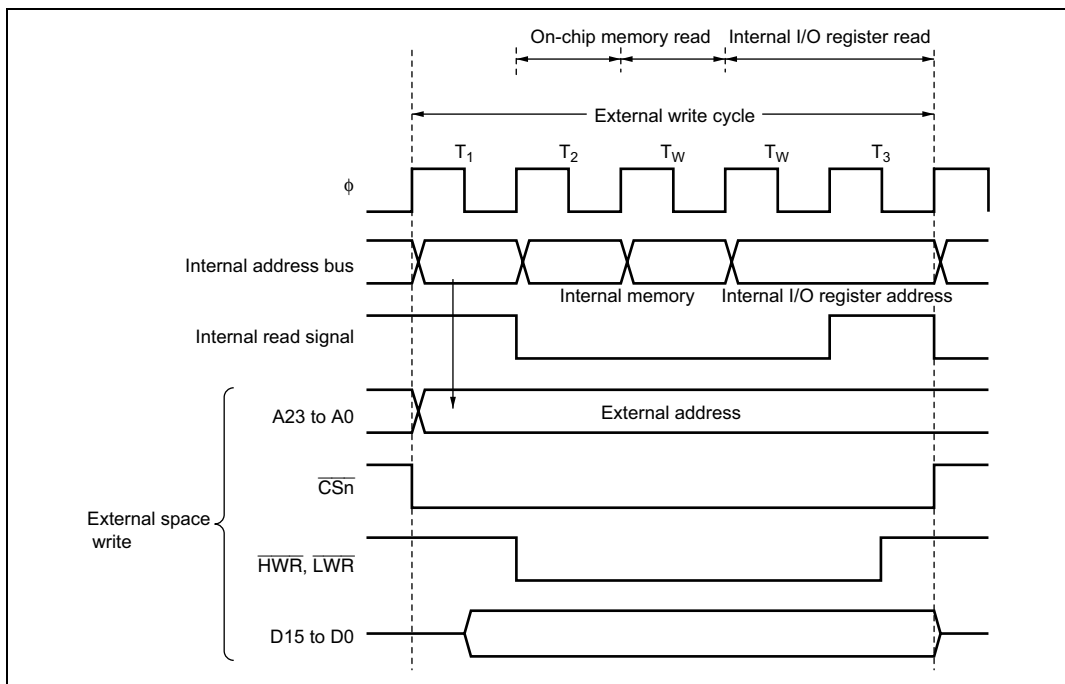 On-chip memory read Internal I/O register read
External write cycle
T1 T2 TW TW T3
ϕ
Internal address bus
Internal memory Internal I/O register address
Internal read signal
A23 to A0 External address
CSn
External space
write
HWR, LWR
D15 to D0